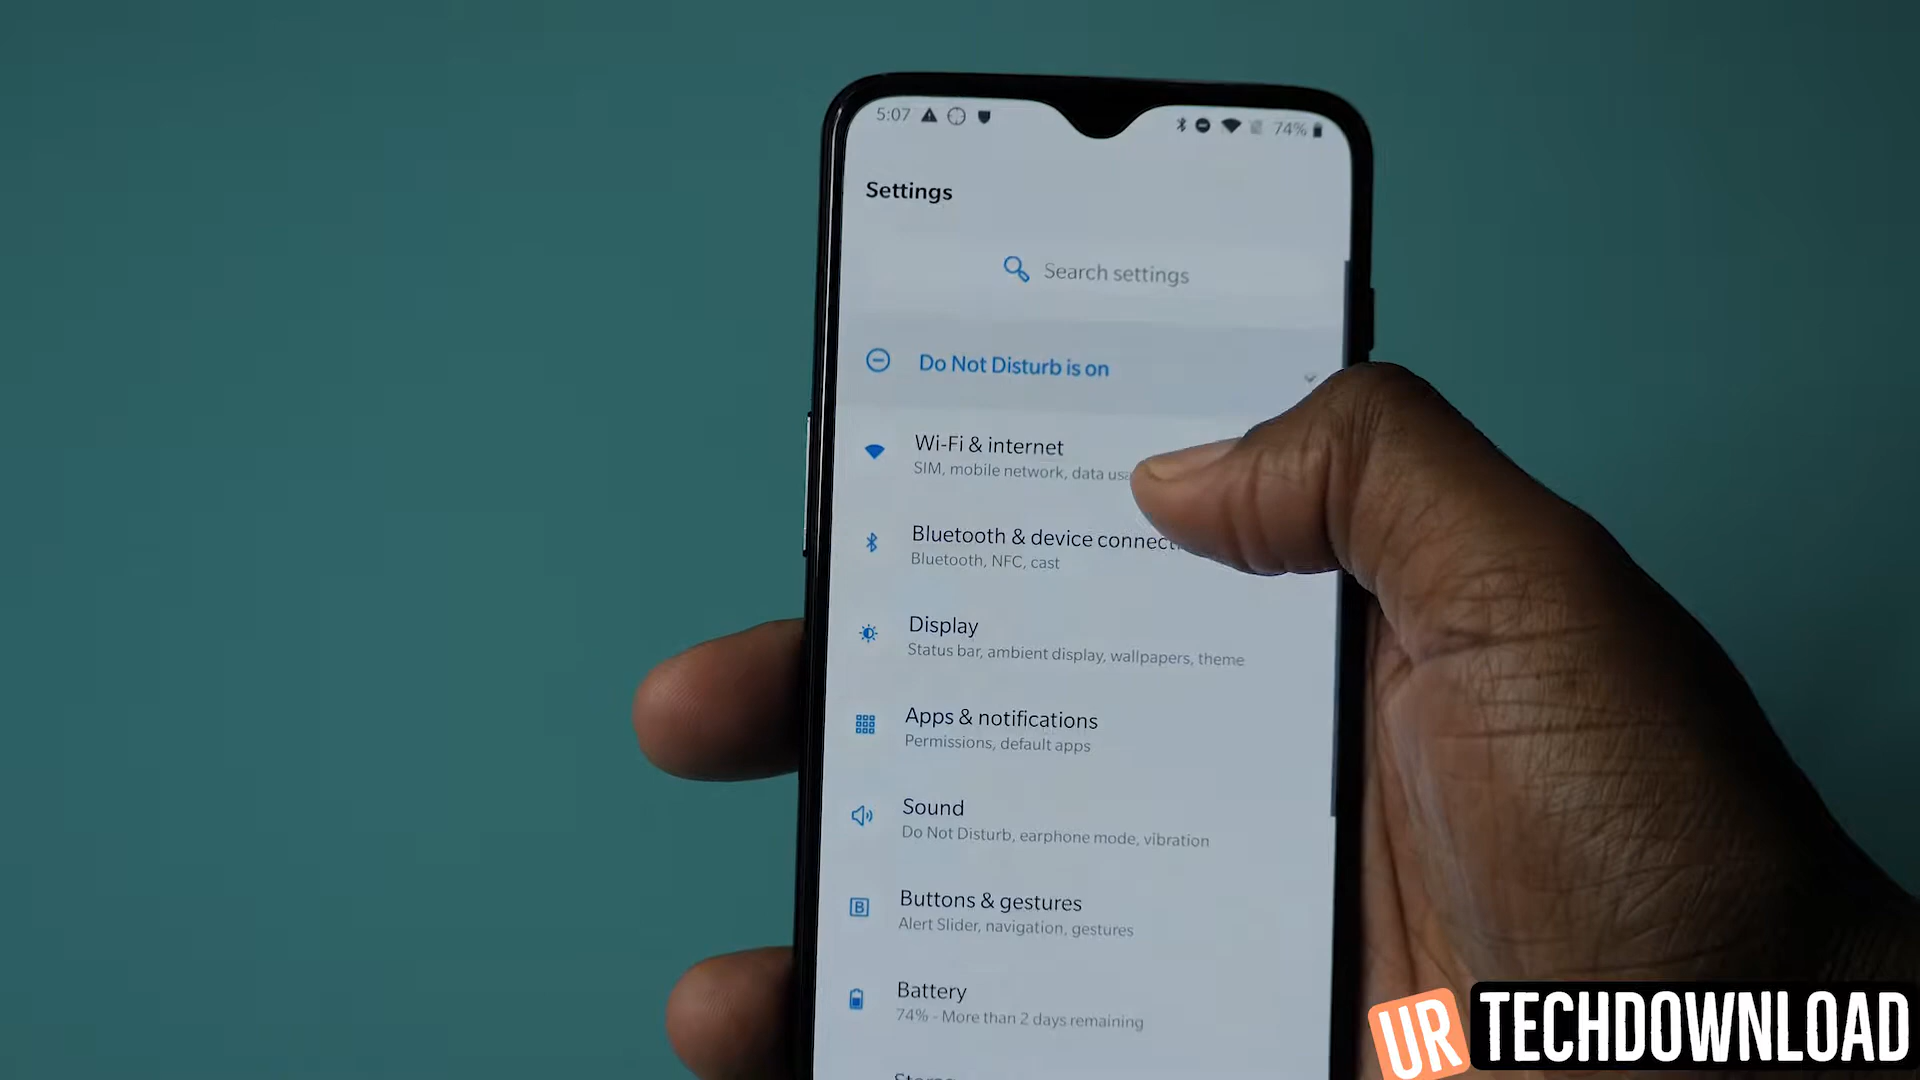 5:07
74%
Settings
Search settings
Do Not Disturb is on
Wi-Fi & internet
SIM, mobile network, data
Bluetooth & device
Bluetooth, NFC, cast
Display
Status bar, ambient display, wallpapers, theme
Apps & notifications
Permissions, default apps
Sound
Do Not Disturb, earphone mode, vibration
B
Buttons & gestures
Alert Slider, navigation, gestures
Battery
74% - More than 2 days remaining
UR TECHDOWNLOAD